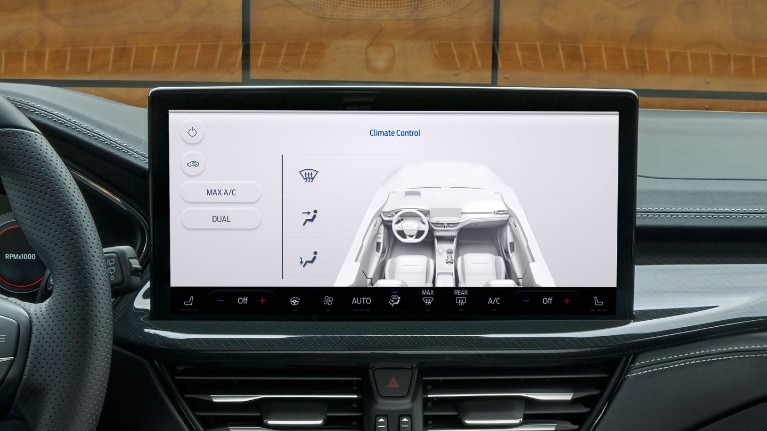 Climate Control
MAX A/C
DUAL
RPMx1000
MAX REAR
Off AUTO A/C Off